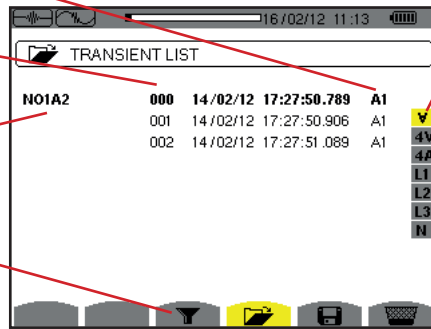 16/02/12 11:13
TRANSIENT LIST
NO1A2 000 14/02/12 17:27:50.789 A1
001 14/02/12 17:27:50.906 A1
002 14/02/12 17:27:51.089 A1
∀
4V
4A
L1
L2
L3
N